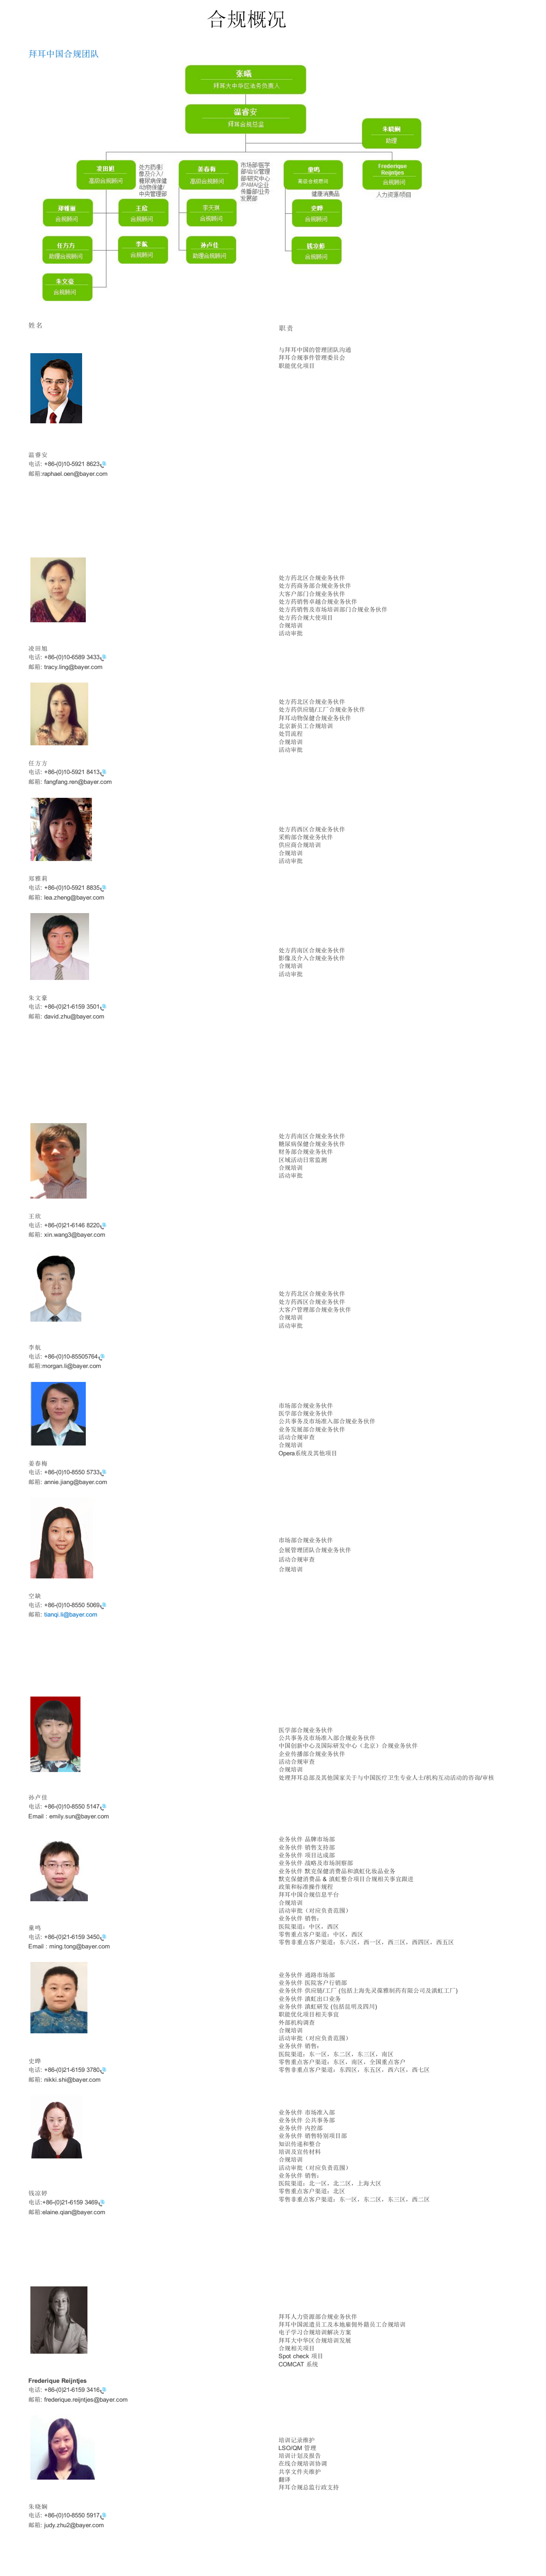 合规概况
拜耳中国合规团队
张曦
拜耳大中华区法务负责人
温睿安
拜耳合规总监
朱晓娴
助理
高级合规顾问
处方药/影
像及介入/
糖尿病保健
/动物保健/
中央管理部
姜春梅
高级合规顾问
市场部/医学
部/会议管理
部/研究中心
/PAMA/企业
传播部/业务
发展部
童鸣
高级合规顾问
健康消费品
Frederique
Reijntjes
合规顾问
人力资源/项目
合规顾问
王欣
合规顾问
合规顾问
史晔
合规顾问
任方方
助理合规顾问
李航
合规顾问
孙卢佳
助理合规顾问
合规顾问
朱文豪
合规顾问
姓名
职责
与拜耳中国的管理团队沟通
拜耳合规事件管理委员会
职能优化项目
温睿安
电话: +86-(0)10-5921 8623
邮箱:raphael.oen@bayer.com
处方药北区合规业务伙伴
处方药商务部合规业务伙伴
大客户部门合规业务伙伴
处方药销售卓越合规业务伙伴
处方药销售及市场培训部门合规业务伙伴
处方药合规大使项目
合规培训
活动审批
电话: +86-(0)10-6589 3433
邮箱: tracy.ling@bayer.com
处方药北区合规业务伙伴
处方药供应链/工厂合规业务伙伴
拜耳动物保健合规业务伙伴
北京新员工合规培训
处罚流程
合规培训
活动审批
任方方
电话: +86-(0)10-5921 8413
邮箱: fangfang.ren@bayer.com
处方药西区合规业务伙伴
采购部合规业务伙伴
供应商合规培训
合规培训
活动审批
郑雅莉
电话: +86-(0)10-5921 8835
邮箱: lea.zheng@bayer.com
处方药南区合规业务伙伴
影像及介入合规业务伙伴
合规培训
活动审批
朱文豪
电话: +86-(0)21-6159 3501
邮箱: david.zhu@bayer.com
处方药南区合规业务伙伴
糖尿病保健合规业务伙伴
财务部合规业务伙伴
区域活动日常监测
合规培训
活动审批
王欣
电话: +86-(0)21-6146 8220
邮箱: xin.wang3@bayer.com
处方药北区合规业务伙伴
处方药西区合规业务伙伴
大客户管理部合规业务伙伴
合规培训
活动审批
李航
电话: +86-(0)10-85505764
邮箱:morgan.li@bayer.com
市场部合规业务伙伴
医学部合规业务伙伴
公共事务及市场准入部合规业务伙伴
业务发展部合规业务伙伴
活动合规审查
合规培训
Opera系统及其他项目
姜春梅
电话: +86-(0)10-8550 5733
邮箱: annie.jiang@bayer.com
市场部合规业务伙伴
会展管理团队合规业务伙伴
活动合规审查
合规培训
空缺
电话: +86-(0)10-8550 5069
邮箱: tianqi.li@bayer.com
医学部合规业务伙伴
公共事务及市场准入部合规业务伙伴
中国创新中心及国际研发中心（北京）合规业务伙伴
企业传播部合规业务伙伴
活动合规审查
合规培训
处理拜耳总部及其他国家关于与中国医疗卫生专业人士/机构互动活动的咨询/审核
孙卢佳
电话: +86-(0)10-8550 5147
Email : emily.sun@bayer.com
业务伙伴 品牌市场部
业务伙伴 销售支持部
业务伙伴 项目达成部
业务伙伴 战略及市场洞察部
业务伙伴 默克保健消费品和滇虹化妆品业务
默克保健消费品 & 滇虹整合项目合规相关事宜跟进
政策和标准操作规程
拜耳中国合规信息平台
合规培训
活动审批（对应负责范围）
业务伙伴 销售:
医院渠道: 中区, 西区
零售重点客户渠道: 中区, 西区
零售非重点客户渠道: 东六区, 西一区, 西三区, 西四区, 西五区
童鸣
电话: +86-(0)21-6159 3450
Email : ming.tong@bayer.com
业务伙伴 通路市场部
业务伙伴 医院客户行销部
业务伙伴 供应链/工厂 (包括上海先灵葆雅制药有限公司及滇虹工厂)
业务伙伴 滇虹出口业务
业务伙伴 滇虹研发 (包括昆明及四川)
职能优化项目相关事宜
外部机构调查
合规培训
活动审批（对应负责范围）
业务伙伴 销售:
医院渠道: 东一区, 东二区, 东三区, 南区
零售重点客户渠道: 东区, 南区, 全国重点客户
零售非重点客户渠道: 东四区, 东五区, 西六区, 西七区
史晔
电话: +86-(0)21-6159 3780
邮箱: nikki.shi@bayer.com
业务伙伴 市场准入部
业务伙伴 公共事务部
业务伙伴 内控部
业务伙伴 销售特别项目部
知识传递和整合
培训及宣传材料
合规培训
活动审批（对应负责范围）
业务伙伴 销售:
医院渠道: 北一区, 北二区, 上海大区
零售重点客户渠道: 北区
零售非重点客户渠道: 东一区, 东二区, 东三区, 西二区
钱凉婷
电话:+86-(0)21-6159 3469
邮箱:elaine.qian@bayer.com
拜耳人力资源部合规业务伙伴
拜耳中国派遣员工及本地雇佣外籍员工合规培训
电子学习合规培训解决方案
拜耳大中华区合规培训发展
合规相关项目
Spot check 项目
COMCAT 系统
Frederique Reijntjes
电话: +86-(0)21-6159 3416
邮箱: frederique.reijntjes@bayer.com
培训记录维护
LSO/QM 管理
培训计划及报告
在线合规培训协调
共享文件夹维护
翻译
拜耳合规总监行政支持
朱晓娴
电话: +86-(0)10-8550 5917
邮箱: judy.zhu2@bayer.com